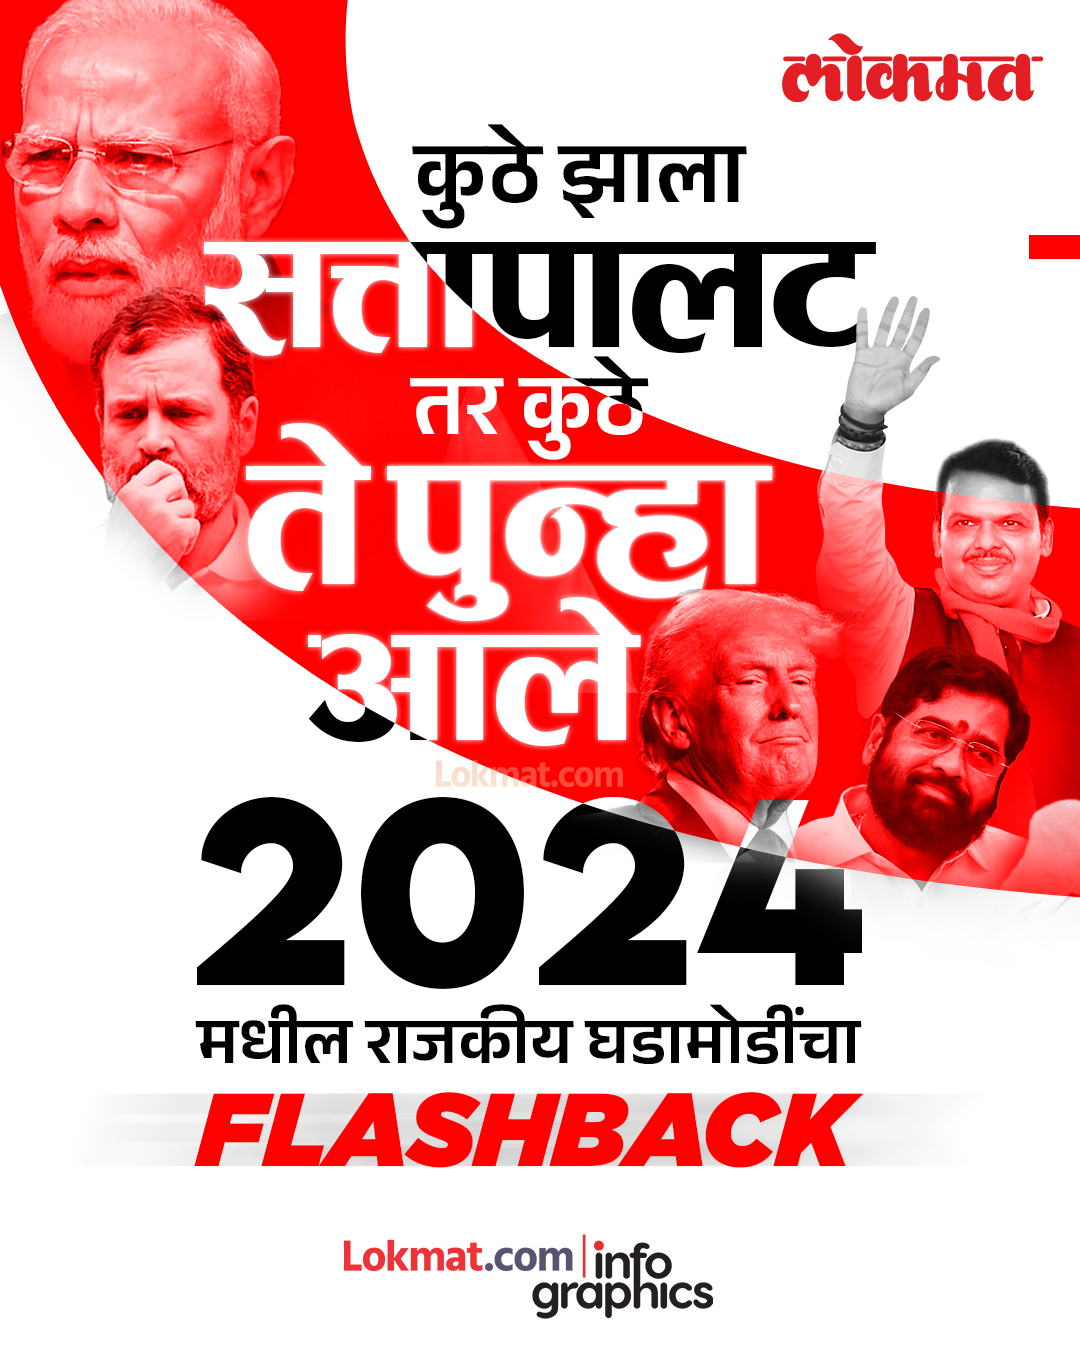 लोकमत
कुठे झाला
सत्तापालट
तर कुठे
ते पुन्हा
आले
Lokmat.com
2024
मधील राजकीय घडामोडींचा
FLASHBACK
Lokmat.com info
graphics